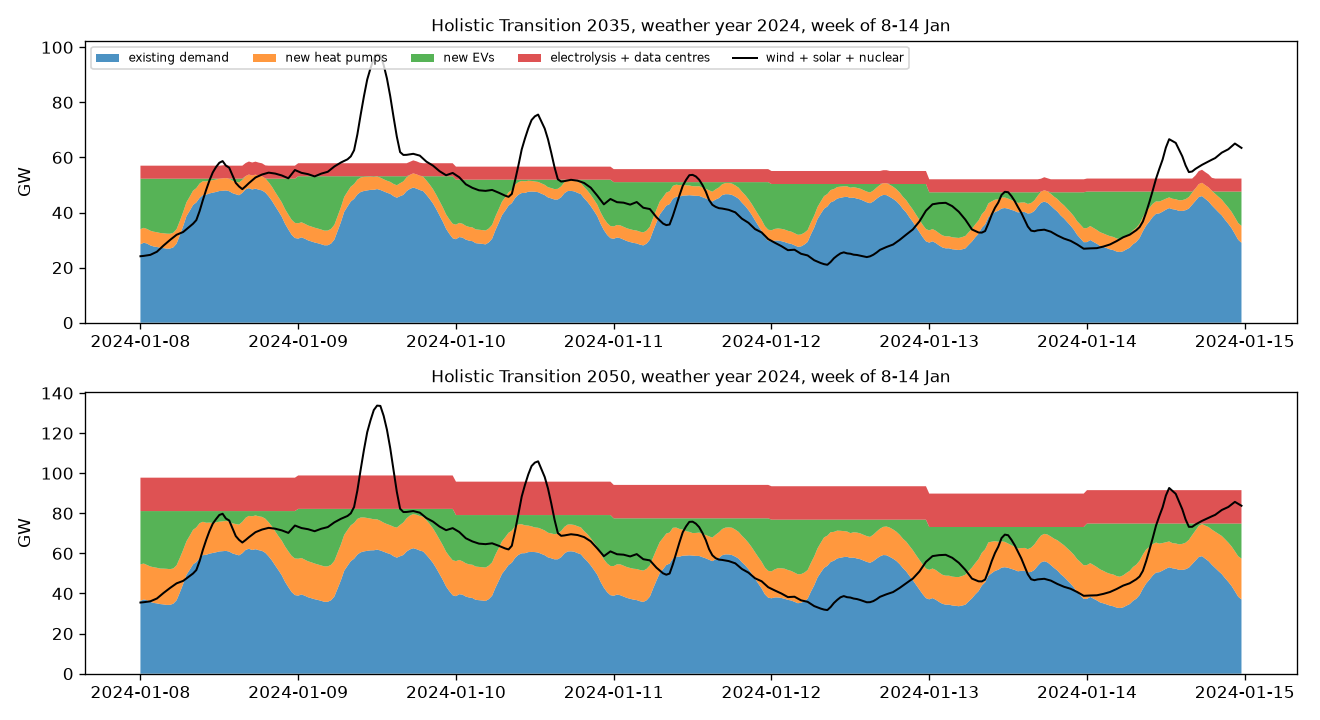 Holistic Transition 2035, weather year 2024, week of 8-14 Jan
100
80
60
40
20
0
GW
existing demand new heat pumps new EVs electrolysis + data centres wind + solar + nuclear
2024-01-08 2024-01-09 2024-01-10 2024-01-11 2024-01-12 2024-01-13 2024-01-14 2024-01-15
Holistic Transition 2050, weather year 2024, week of 8-14 Jan
140
120
100
80
60
40
20
0
GW
2024-01-08 2024-01-09 2024-01-10 2024-01-11 2024-01-12 2024-01-13 2024-01-14 2024-01-15